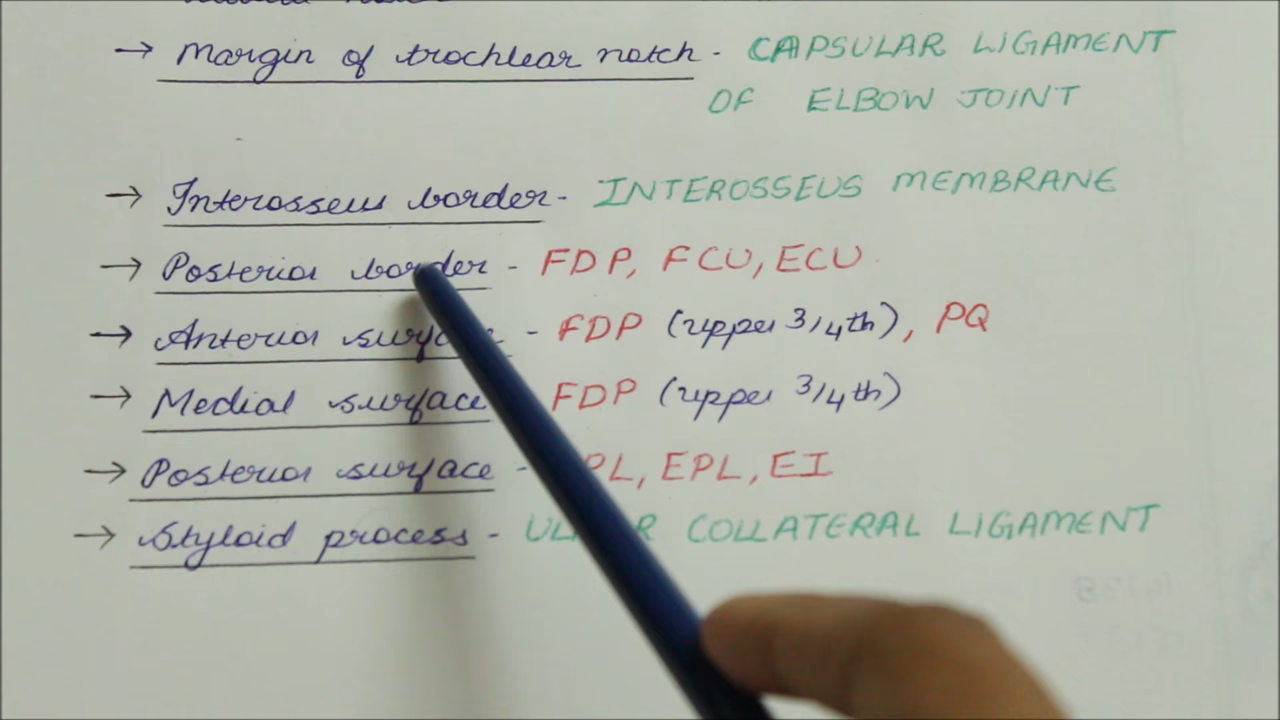 → Margin of trochlear notch - CAPSULAR LIGAMENT
OF ELBOW JOINT
→ Interosseus border - INTEROSSEUS MEMBRANE
→ Posterior border - FDP, FCU, ECU
→ Anterior surface - FDP (upper 3/4th), PQ
→ Medial surface FDP (upper 3/4th)
→ Posterior surface - PL, EPL, EI
→ Styloid process - COLLATERAL LIGAMENT